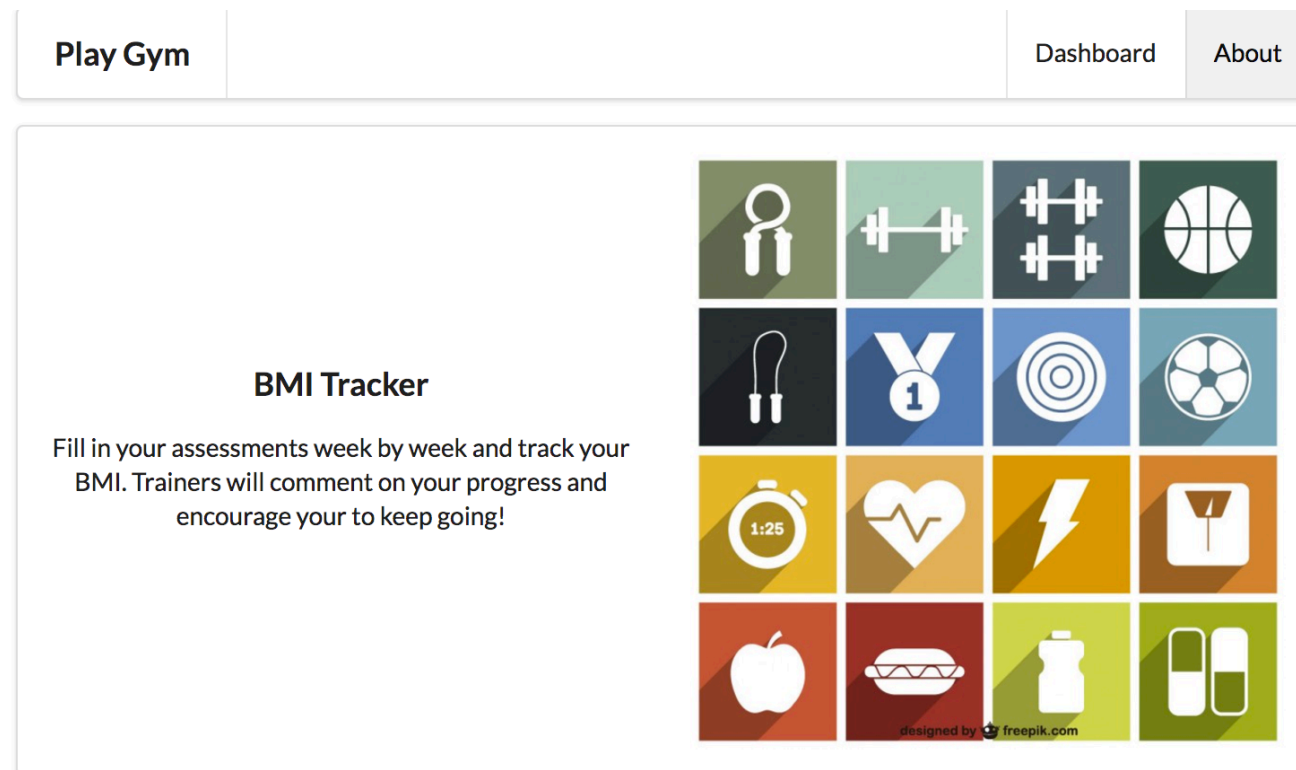 Play Gym
Dashboard
About
BMI Tracker
Fill in your assessments week by week and track your
BMI. Trainers will comment on your progress and
encourage your to keep going!
1
1:25
designed by freepik.com